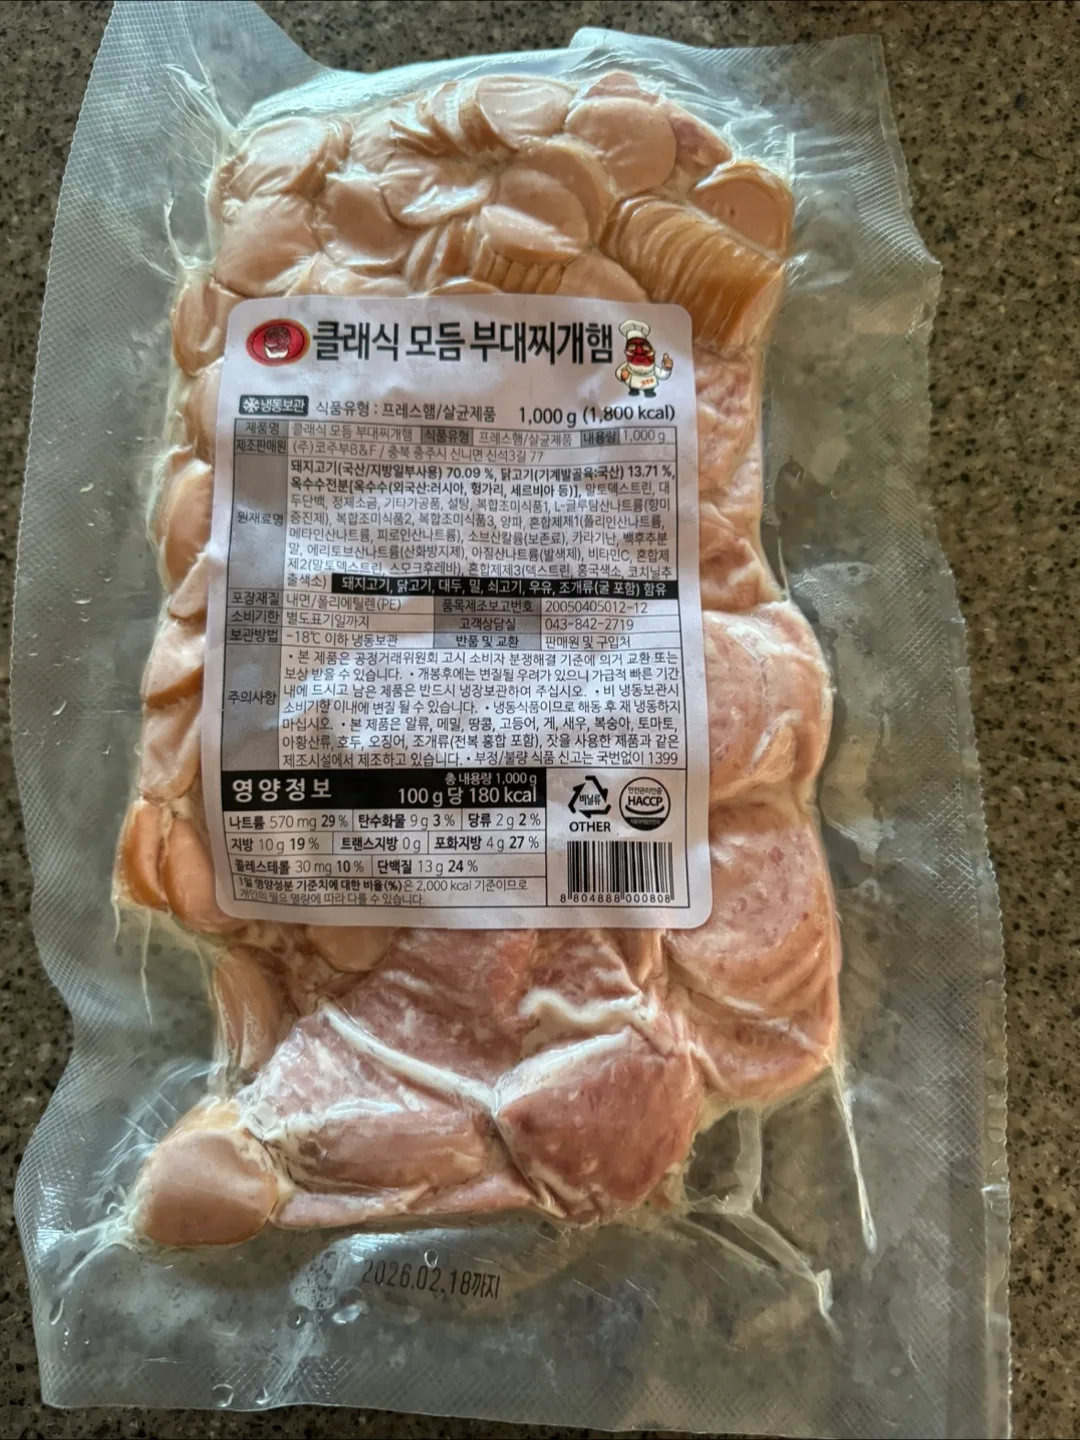 클래식 모듬 부대찌개햄
냉동보관 식품유형 : 프레스햄/살균제품 1,000 g (1,800 kcal)
제품명 클래식 모듬 부대찌개햄 식품유형 프레스햄/살균제품 내용량 1,000 g
제조판매원 (주)코주부B&F / 충북 충주시 신니면 신석3길 77
원재료명
돼지고기(국산/지방일부사용) 70.09 %, 닭고기(기계발골육:국산) 13.71 %,
옥수수전분[옥수수(외국산:러시아, 헝가리, 세르비아 등)], 말토덱스트린, 대
두단백, 정제소금, 기타가공품, 설탕, 복합조미식품1, L-글루탐산나트륨(향미
증진제), 복합조미식품2, 복합조미식품3, 양파, 혼합제제1(폴리인산나트륨,
메타인산나트륨, 피로인산나트륨), 소브산칼륨(보존료), 카라기난, 백후추분
말, 에리토브산나트륨(산화방지제), 아질산나트륨(발색제), 비타민C, 혼합제
제2(말토덱스트린, 스모크후레바), 혼합제제3(덱스트린, 홍국색소, 코치닐추
출색소) 돼지고기, 닭고기, 대두, 밀, 쇠고기, 우유, 조개류(굴 포함) 함유
포장재질 내면/폴리에틸렌(PE) 품목제조보고번호 20050405012-12
소비기한 별도표기일까지 고객상담실 043-842-2719
보관방법 -18℃ 이하 냉동보관 반품 및 교환 판매원 및 구입처
주의사항
• 본 제품은 공정거래위원회 고시 소비자 분쟁해결 기준에 의거 교환 또는
보상 받을 수 있습니다. • 개봉후에는 변질될 우려가 있으니 가급적 빠른 기간
내에 드시고 남은 제품은 반드시 냉장보관하여 주십시오. • 비 냉동보관시
소비기한 이내에 변질 될 수 있습니다. • 냉동식품이므로 해동 후 재 냉동하지
마십시오. • 본 제품은 알류, 메밀, 땅콩, 고등어, 게, 새우, 복숭아, 토마토,
아황산류, 호두, 오징어, 조개류(전복 홍합 포함), 잣을 사용한 제품과 같은
제조시설에서 제조하고 있습니다. • 부정/불량 식품 신고는 국번없이 1399
영양정보 총 내용량 1,000 g
100 g 당 180 kcal
나트륨 570 mg 29 % 탄수화물 9 g 3 % 당류 2 g 2 %
지방 10 g 19 % 트랜스지방 0 g 포화지방 4 g 27 %
콜레스테롤 30 mg 10 % 단백질 13 g 24 %
1일 영양성분 기준치에 대한 비율(%)은 2,000 kcal 기준이므로
개인의 필요 열량에 따라 다를 수 있습니다.
비닐류
OTHER
HACCP
8 804888 000808
2026.02.18까지